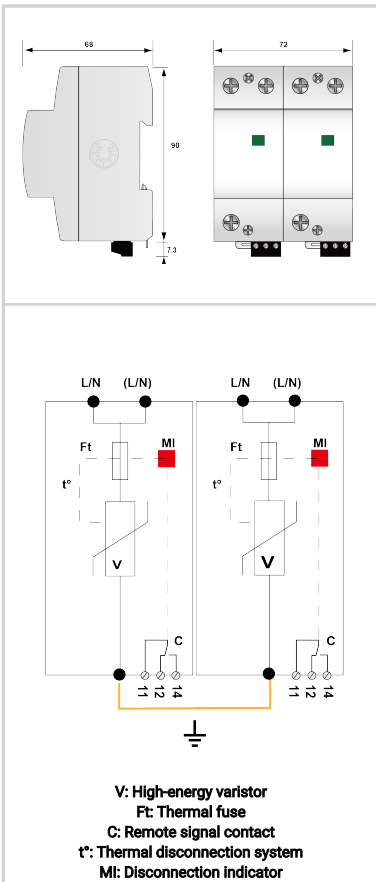 68
72
90
7.3
L/N (L/N) L/N (L/N)
Ft MI Ft MI
t° t°
V V
C C
11 12 14 11 12 14
V: High-energy varistor
Ft: Thermal fuse
C: Remote signal contact
t°: Thermal disconnection system
MI: Disconnection indicator